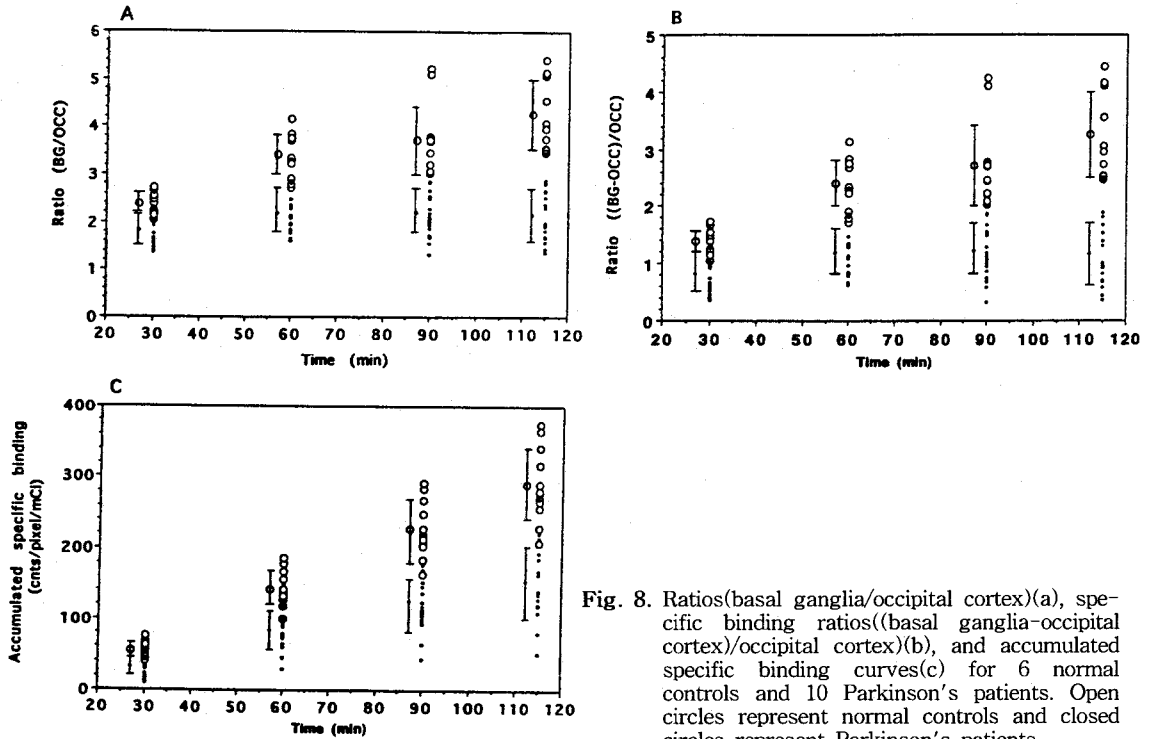 A
6
5
4
3
2
1
0
Ratio (BG/OCC)
20 30 40 50 60 70 80 90 100 110 120
Time (min)
B
5
4
3
2
1
0
Ratio ((BG-OCC)/OCC)
20 30 40 50 60 70 80 90 100 110 120
Time (min)
C
400
300
200
100
0
Accumulated specific binding
(cnts/pixel/mCl)
20 30 40 50 60 70 80 90 100 110 120
Time (min)
Fig. 8. Ratios(basal ganglia/occipital cortex)(a), spe-
cific binding ratios((basal ganglia-occipital
cortex)/occipital cortex)(b), and accumulated
specific binding curves(c) for 6 normal
controls and 10 Parkinson's patients. Open
circles represent normal controls and closed
circles represent Parkinson's patients